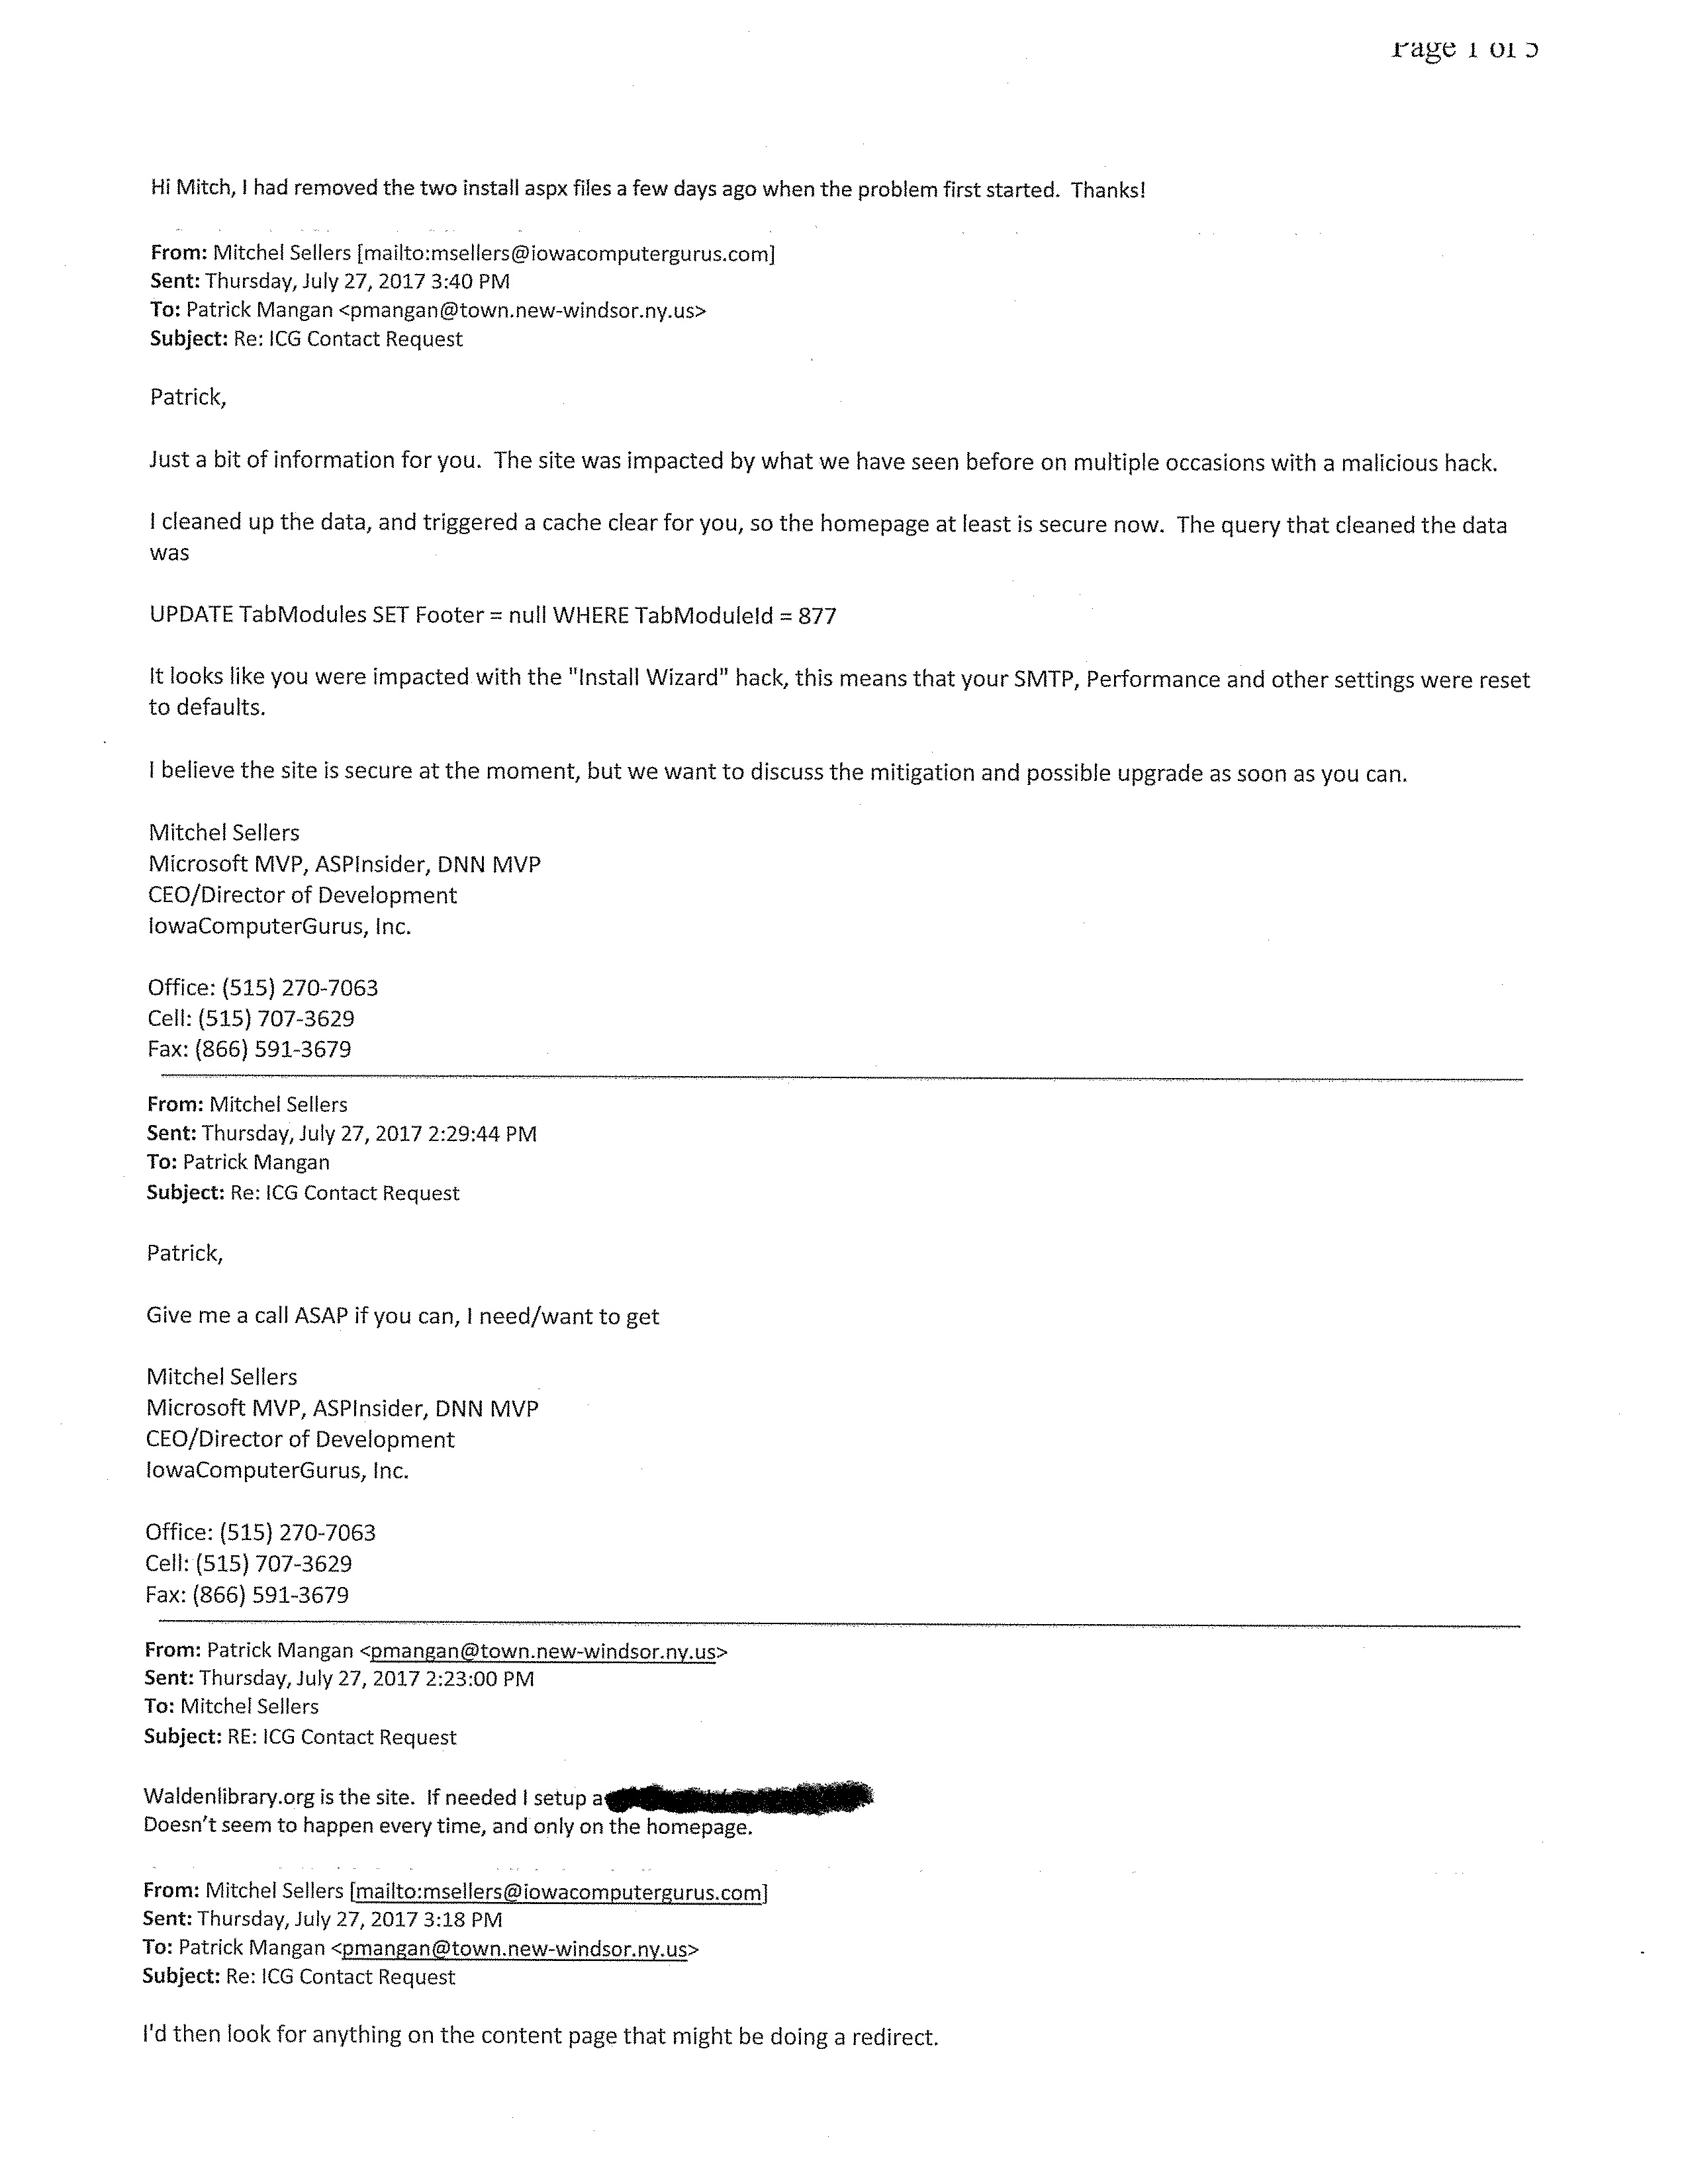 Page 1 of 5
Hi Mitch, I had removed the two install aspx files a few days ago when the problem first started.  Thanks!
From: Mitchel Sellers [mailto:msellers@iowacomputergurus.com]
Sent: Thursday, July 27, 2017 3:40 PM
To: Patrick Mangan <pmangan@town.new-windsor.ny.us>
Subject: Re: ICG Contact Request
Patrick,
Just a bit of information for you.  The site was impacted by what we have seen before on multiple occasions with a malicious hack.
I cleaned up the data, and triggered a cache clear for you, so the homepage at least is secure now.  The query that cleaned the data
was
UPDATE TabModules SET Footer = null WHERE TabModuleId = 877
It looks like you were impacted with the "Install Wizard" hack, this means that your SMTP, Performance and other settings were reset
to defaults.
I believe the site is secure at the moment, but we want to discuss the mitigation and possible upgrade as soon as you can.
Mitchel Sellers
Microsoft MVP, ASPInsider, DNN MVP
CEO/Director of Development
IowaComputerGurus, Inc.
Office: (515) 270-7063
Cell: (515) 707-3629
Fax: (866) 591-3679
From: Mitchel Sellers
Sent: Thursday, July 27, 2017 2:29:44 PM
To: Patrick Mangan
Subject: Re: ICG Contact Request
Patrick,
Give me a call ASAP if you can, I need/want to get
Mitchel Sellers
Microsoft MVP, ASPInsider, DNN MVP
CEO/Director of Development
IowaComputerGurus, Inc.
Office: (515) 270-7063
Cell: (515) 707-3629
Fax: (866) 591-3679
From: Patrick Mangan <pmangan@town.new-windsor.ny.us>
Sent: Thursday, July 27, 2017 2:23:00 PM
To: Mitchel Sellers
Subject: RE: ICG Contact Request
Waldenlibrary.org is the site.  If needed I setup a
Doesn't seem to happen every time, and only on the homepage.
From: Mitchel Sellers [mailto:msellers@iowacomputergurus.com]
Sent: Thursday, July 27, 2017 3:18 PM
To: Patrick Mangan <pmangan@town.new-windsor.ny.us>
Subject: Re: ICG Contact Request
I'd then look for anything on the content page that might be doing a redirect.